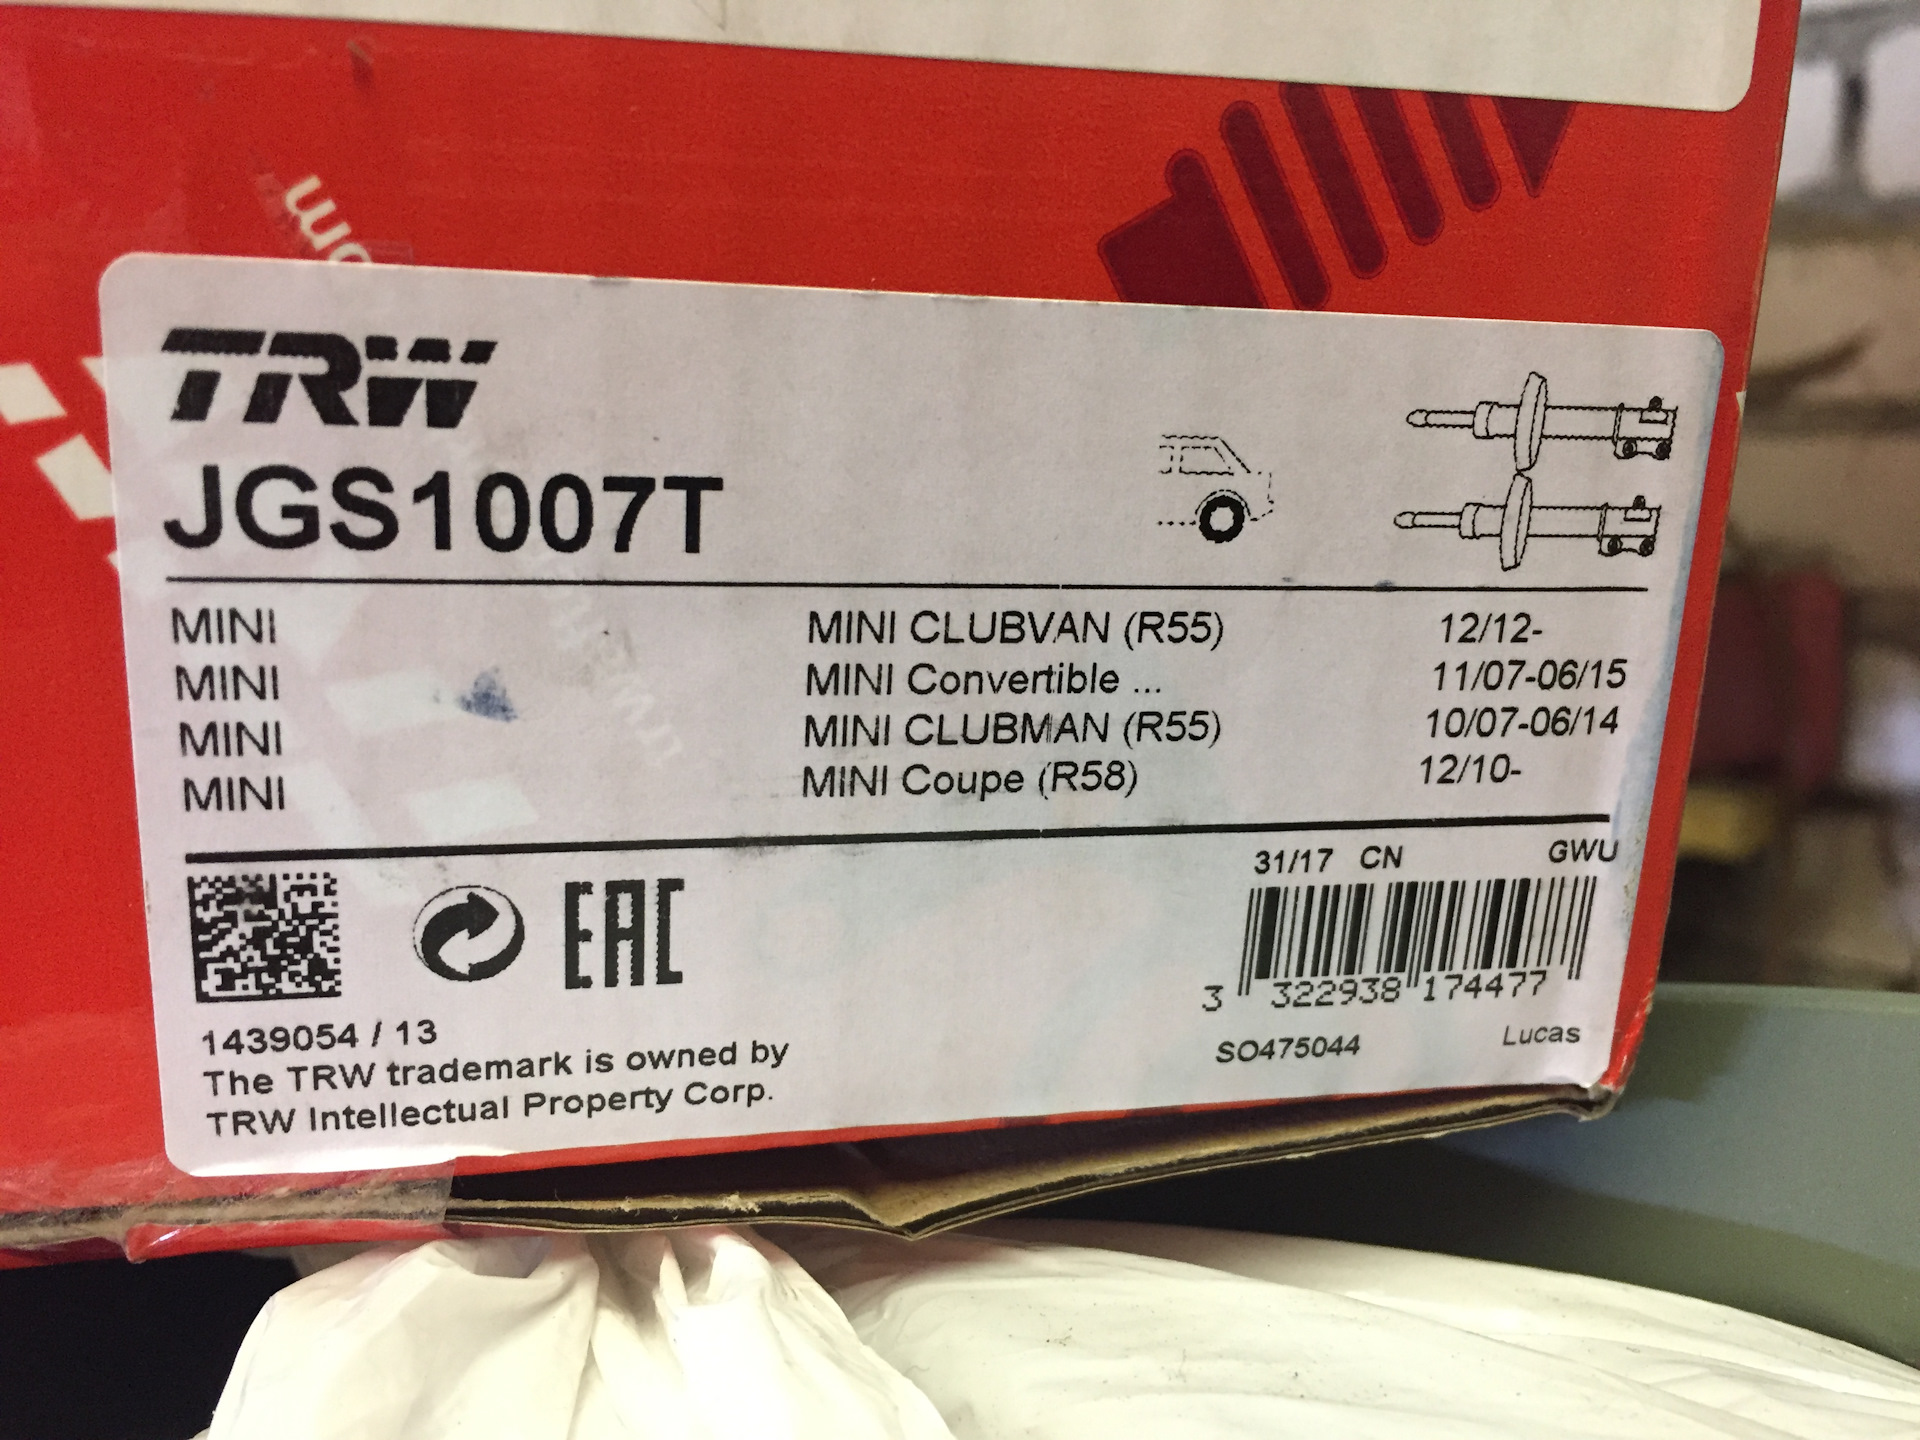 TRW
JGS1007T
MINI MINI CLUBVAN (R55) 12/12-
MINI MINI Convertible ... 11/07-06/15
MINI MINI CLUBMAN (R55) 10/07-06/14
MINI MINI Coupe (R58) 12/10-
31/17 CN GWU
EAC
3 322938 174477
1439054 / 13
SO475044 Lucas
The TRW trademark is owned by
TRW Intellectual Property Corp.